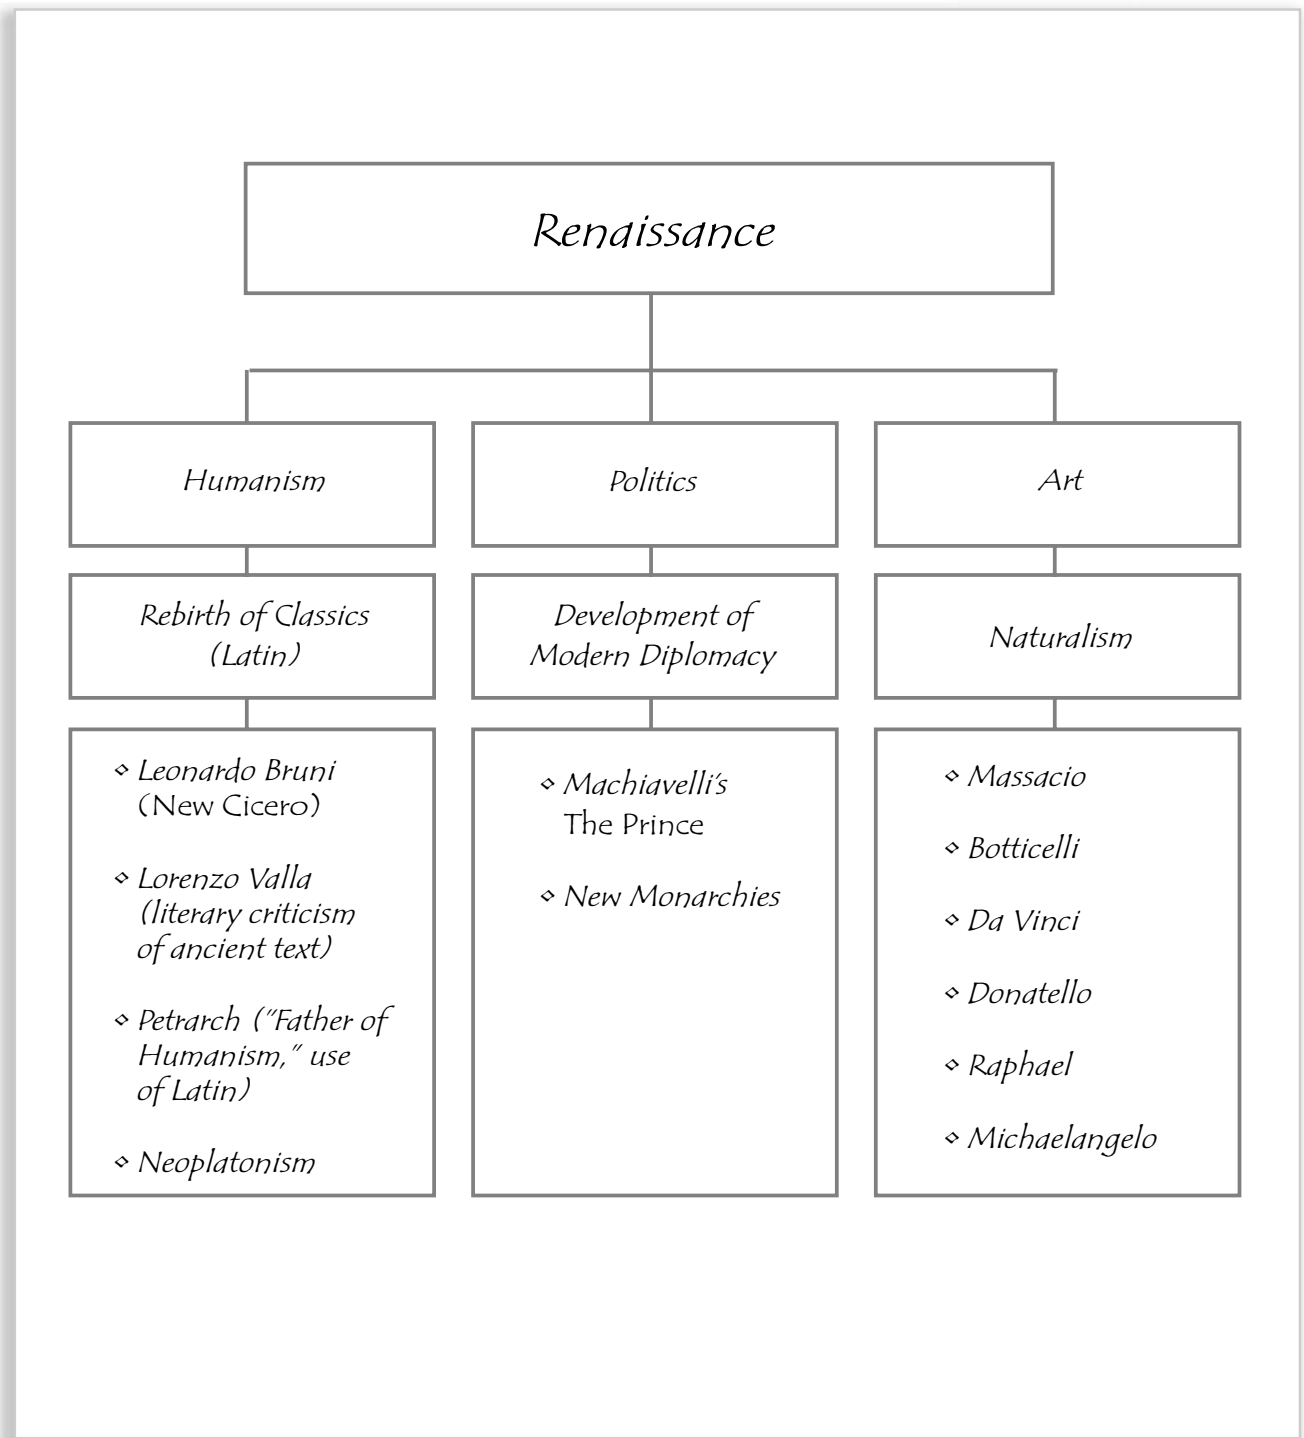 Renaissance
Humanism
Politics
Art
Rebirth of Classics
(Latin)
Development of
Modern Diplomacy
Naturalism
⋄ Leonardo Bruni
(New Cicero)
⋄ Lorenzo Valla
(literary criticism
of ancient text)
⋄ Petrarch ("Father of
Humanism," use
of Latin)
⋄ Neoplatonism
⋄ Machiavelli's
The Prince
⋄ New Monarchies
⋄ Massacio
⋄ Botticelli
⋄ Da Vinci
⋄ Donatello
⋄ Raphael
⋄ Michaelangelo